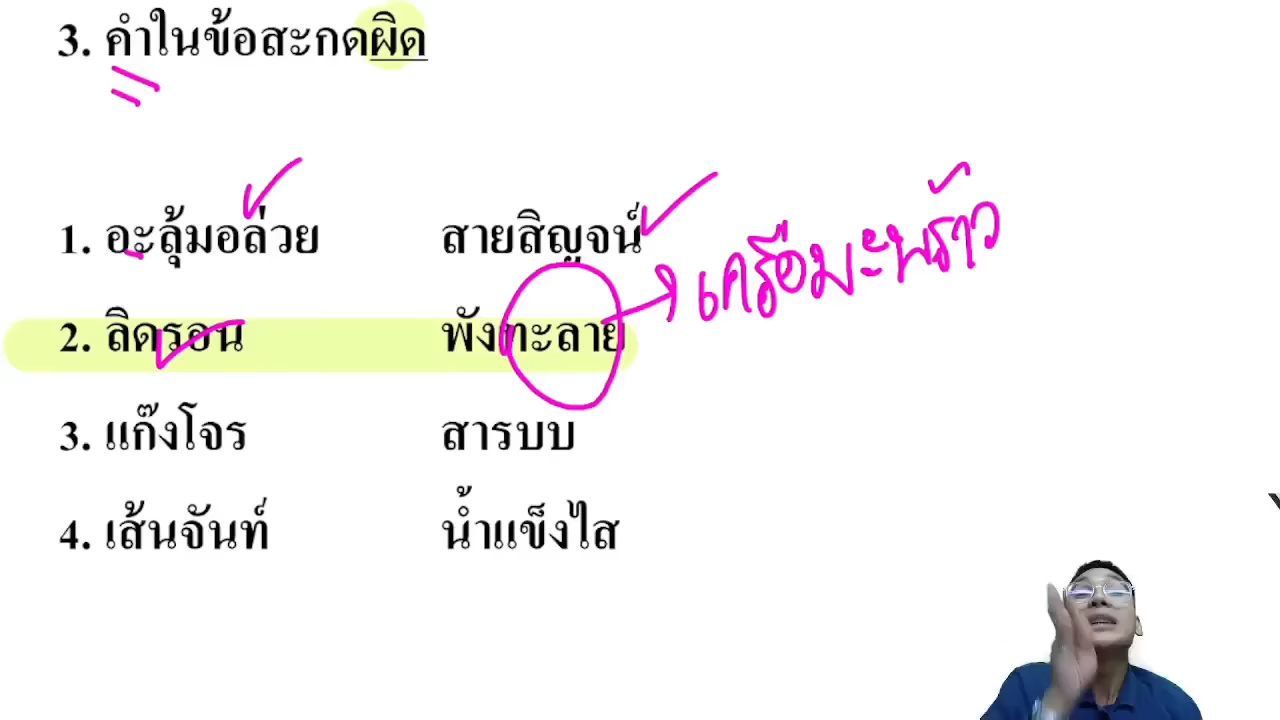 3. คำในข้อสะกดผิด
1. อะลุ้มอล่วย สายสิญจน์
เครือมะพร้าว
2. ลิดรอน พังทะลาย
3. แก๊งโจร สารบบ
4. เส้นจันท์ น้ำแข็งไส